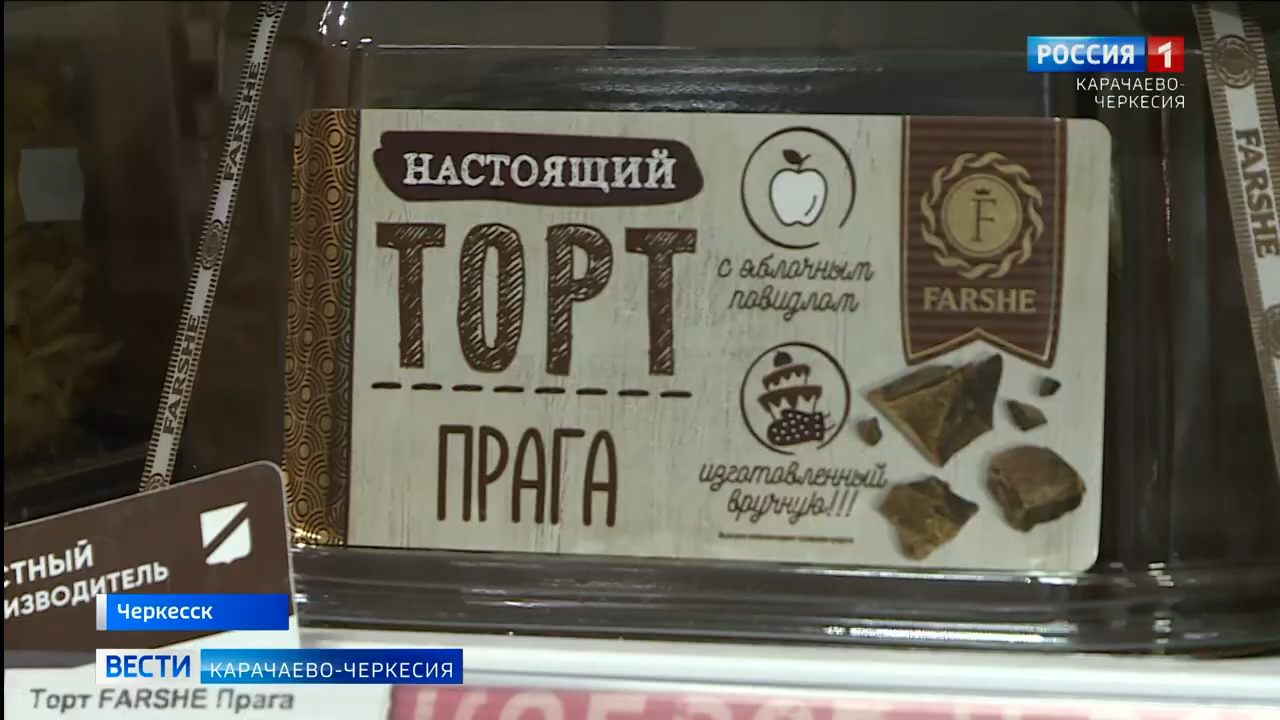 РОССИЯ 1
КАРАЧАЕВО-
ЧЕРКЕСИЯ
НАСТОЯЩИЙ
ТОРТ
ПРАГА
с яблочным
повидлом
изготовленный
вручную!!!
F
FARSHE
FARSHE
FARSHE
FARSHE
СТНЫЙ
ИЗВОДИТЕЛЬ
Черкесск
ВЕСТИ КАРАЧАЕВО-ЧЕРКЕСИЯ
Торт FARSHE Прага